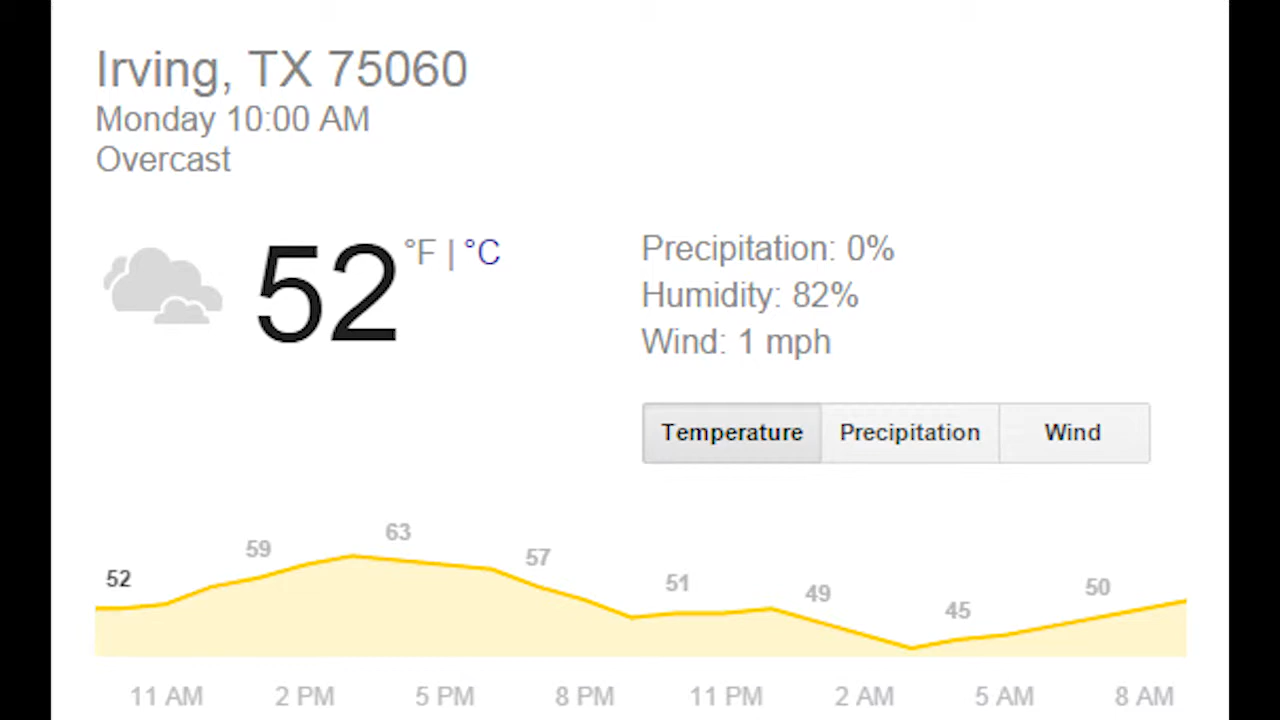 Irving, TX 75060
Monday 10:00 AM
Overcast
52 °F | °C
Precipitation: 0%
Humidity: 82%
Wind: 1 mph
Temperature Precipitation Wind
52 59 63 57 51 49 45 50
11 AM 2 PM 5 PM 8 PM 11 PM 2 AM 5 AM 8 AM